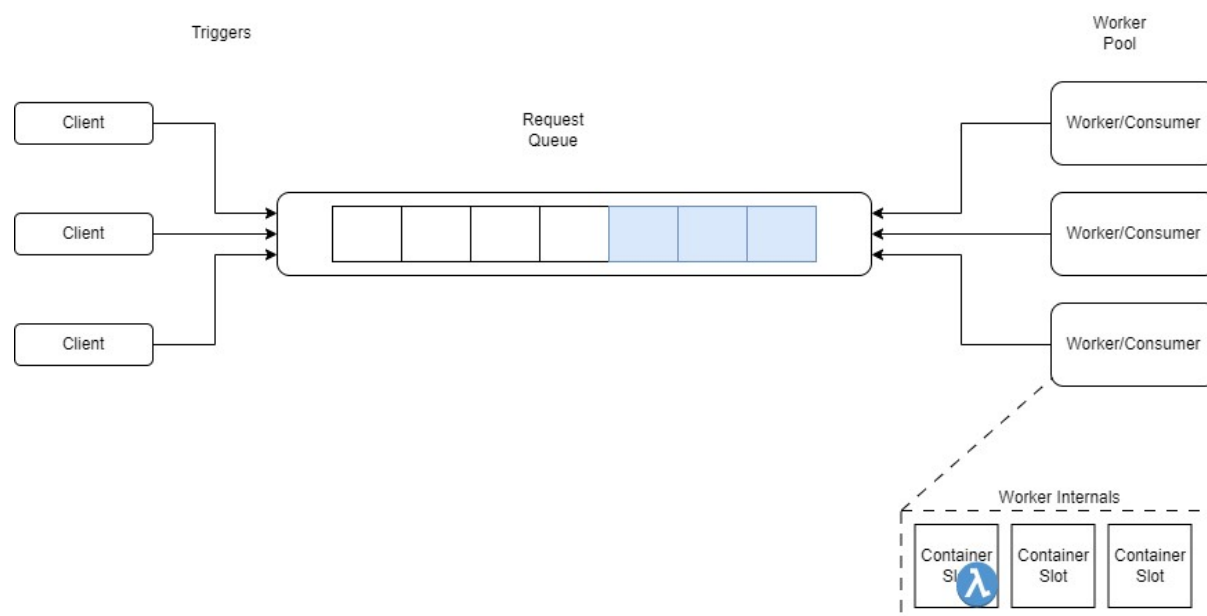 Triggers
Worker
Pool
Client
Request
Queue
Worker/Consumer
Client
Worker/Consumer
Client
Worker/Consumer
Worker Internals
Container
Slot
Container
Slot
Container
Slot
λ